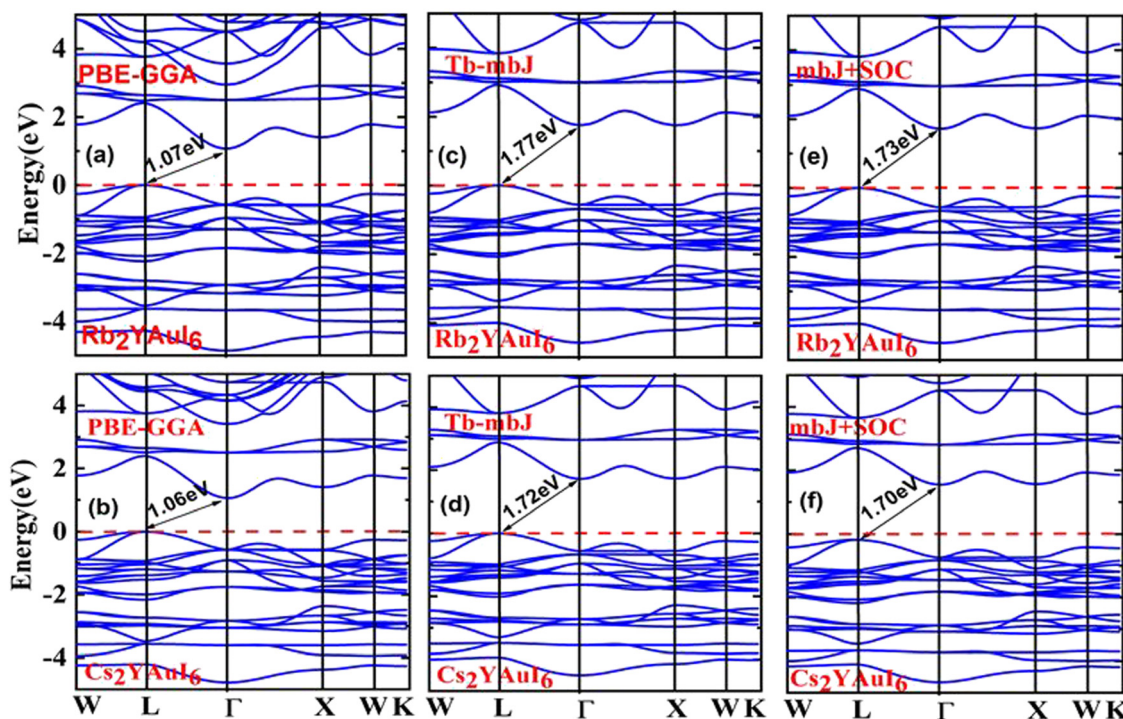 PBE-GGA
Tb-mbJ
mbJ+SOC
4
2
0
-2
-4
Energy(eV)
(a)
1.07eV
(c)
1.77eV
(e)
1.73eV
Rb2YAuI6
Rb2YAuI6
Rb2YAuI6
PBE-GGA
Tb-mbJ
mbJ+SOC
4
2
0
-2
-4
Energy(eV)
(b)
1.06eV
(d)
1.72eV
(f)
1.70eV
Cs2YAuI6
Cs2YAuI6
Cs2YAuI6
W L Γ X W K
W L Γ X W K
W L Γ X W K